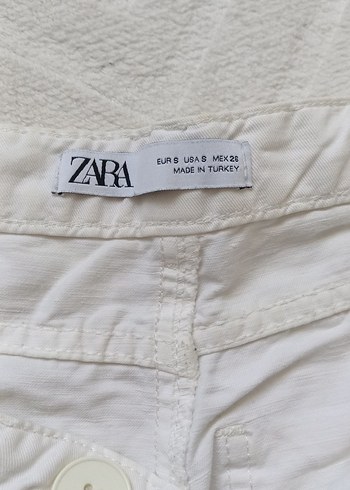 ZARA
EUR S USA S MEX 26
MADE IN TURKEY